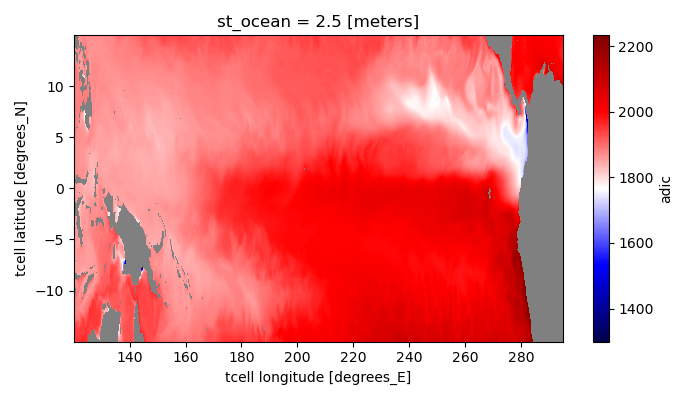 st_ocean = 2.5 [meters]
10
5
0
−5
−10
tcell latitude [degrees_N]
140 160 180 200 220 240 260 280
tcell longitude [degrees_E]
2200
2000
1800
1600
1400
adic